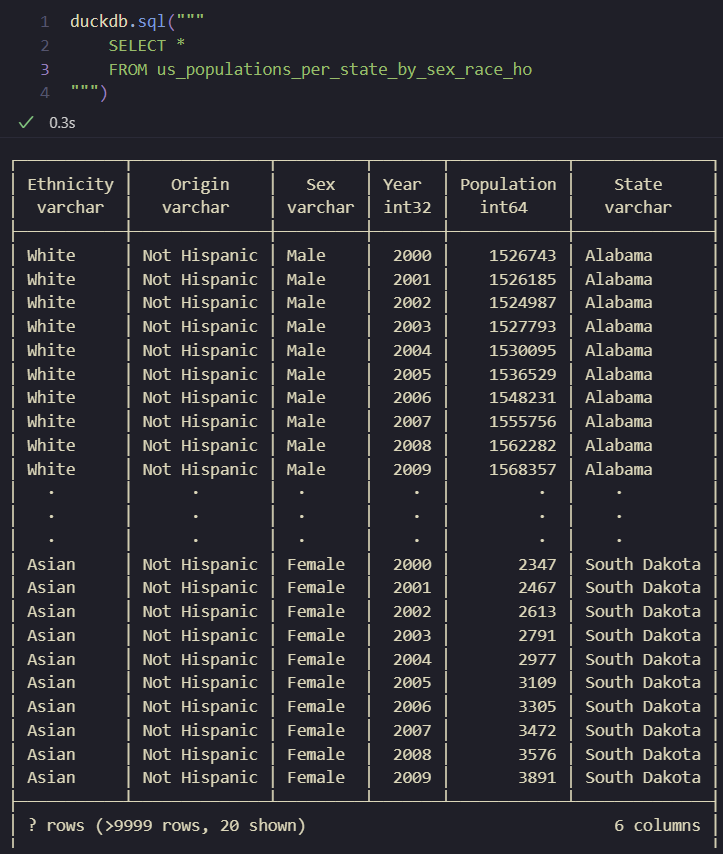 1 duckdb.sql("""
2 SELECT *
3 FROM us_populations_per_state_by_sex_race_ho
4 """)
✓ 0.3s
Ethnicity Origin Sex Year Population State
varchar varchar varchar int32 int64 varchar
White Not Hispanic Male 2000 1526743 Alabama
White Not Hispanic Male 2001 1526185 Alabama
White Not Hispanic Male 2002 1524987 Alabama
White Not Hispanic Male 2003 1527793 Alabama
White Not Hispanic Male 2004 1530095 Alabama
White Not Hispanic Male 2005 1536529 Alabama
White Not Hispanic Male 2006 1548231 Alabama
White Not Hispanic Male 2007 1555756 Alabama
White Not Hispanic Male 2008 1562282 Alabama
White Not Hispanic Male 2009 1568357 Alabama
· · · · · ·
· · · · · ·
· · · · · ·
Asian Not Hispanic Female 2000 2347 South Dakota
Asian Not Hispanic Female 2001 2467 South Dakota
Asian Not Hispanic Female 2002 2613 South Dakota
Asian Not Hispanic Female 2003 2791 South Dakota
Asian Not Hispanic Female 2004 2977 South Dakota
Asian Not Hispanic Female 2005 3109 South Dakota
Asian Not Hispanic Female 2006 3305 South Dakota
Asian Not Hispanic Female 2007 3472 South Dakota
Asian Not Hispanic Female 2008 3576 South Dakota
Asian Not Hispanic Female 2009 3891 South Dakota
? rows (>9999 rows, 20 shown) 6 columns